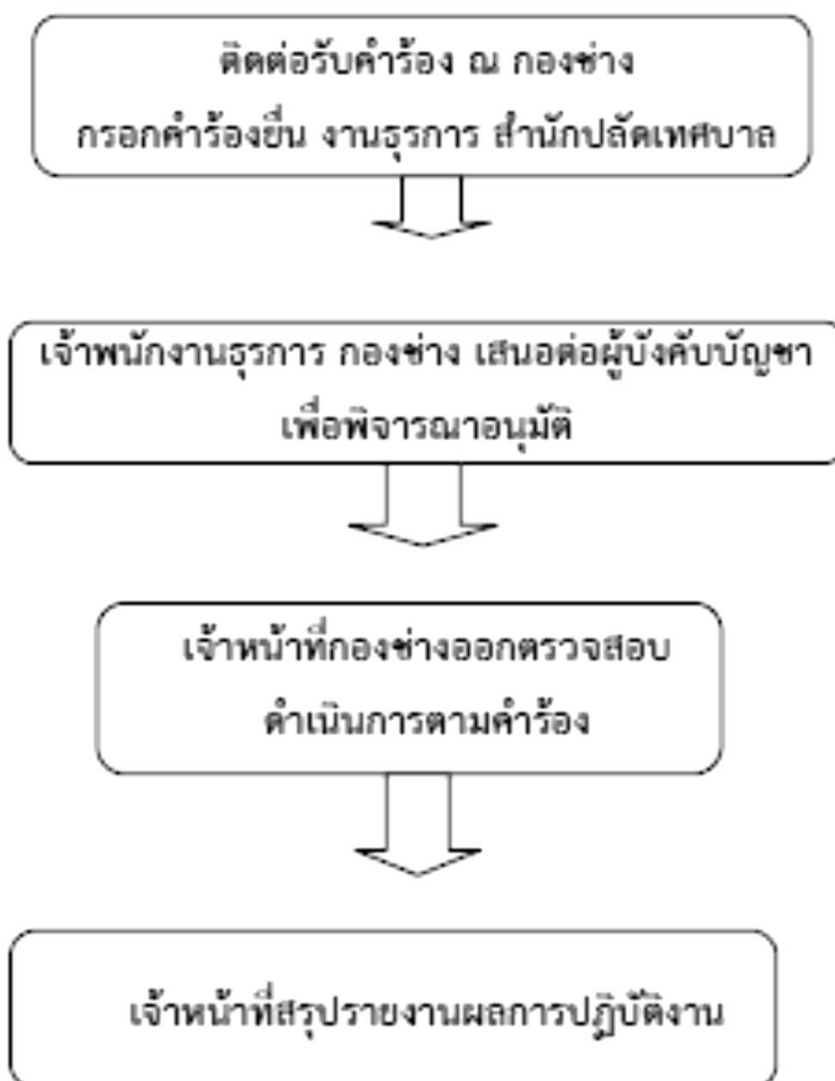 ติดต่อรับคำร้อง ณ กองช่าง
กรอกคำร้องยื่น งานธุรการ สำนักปลัดเทศบาล
เจ้าพนักงานธุรการ กองช่าง เสนอต่อผู้บังคับบัญชา
เพื่อพิจารณาอนุมัติ
เจ้าหน้าที่กองช่างออกตรวจสอบ
ดำเนินการตามคำร้อง
เจ้าหน้าที่สรุปรายงานผลการปฏิบัติงาน